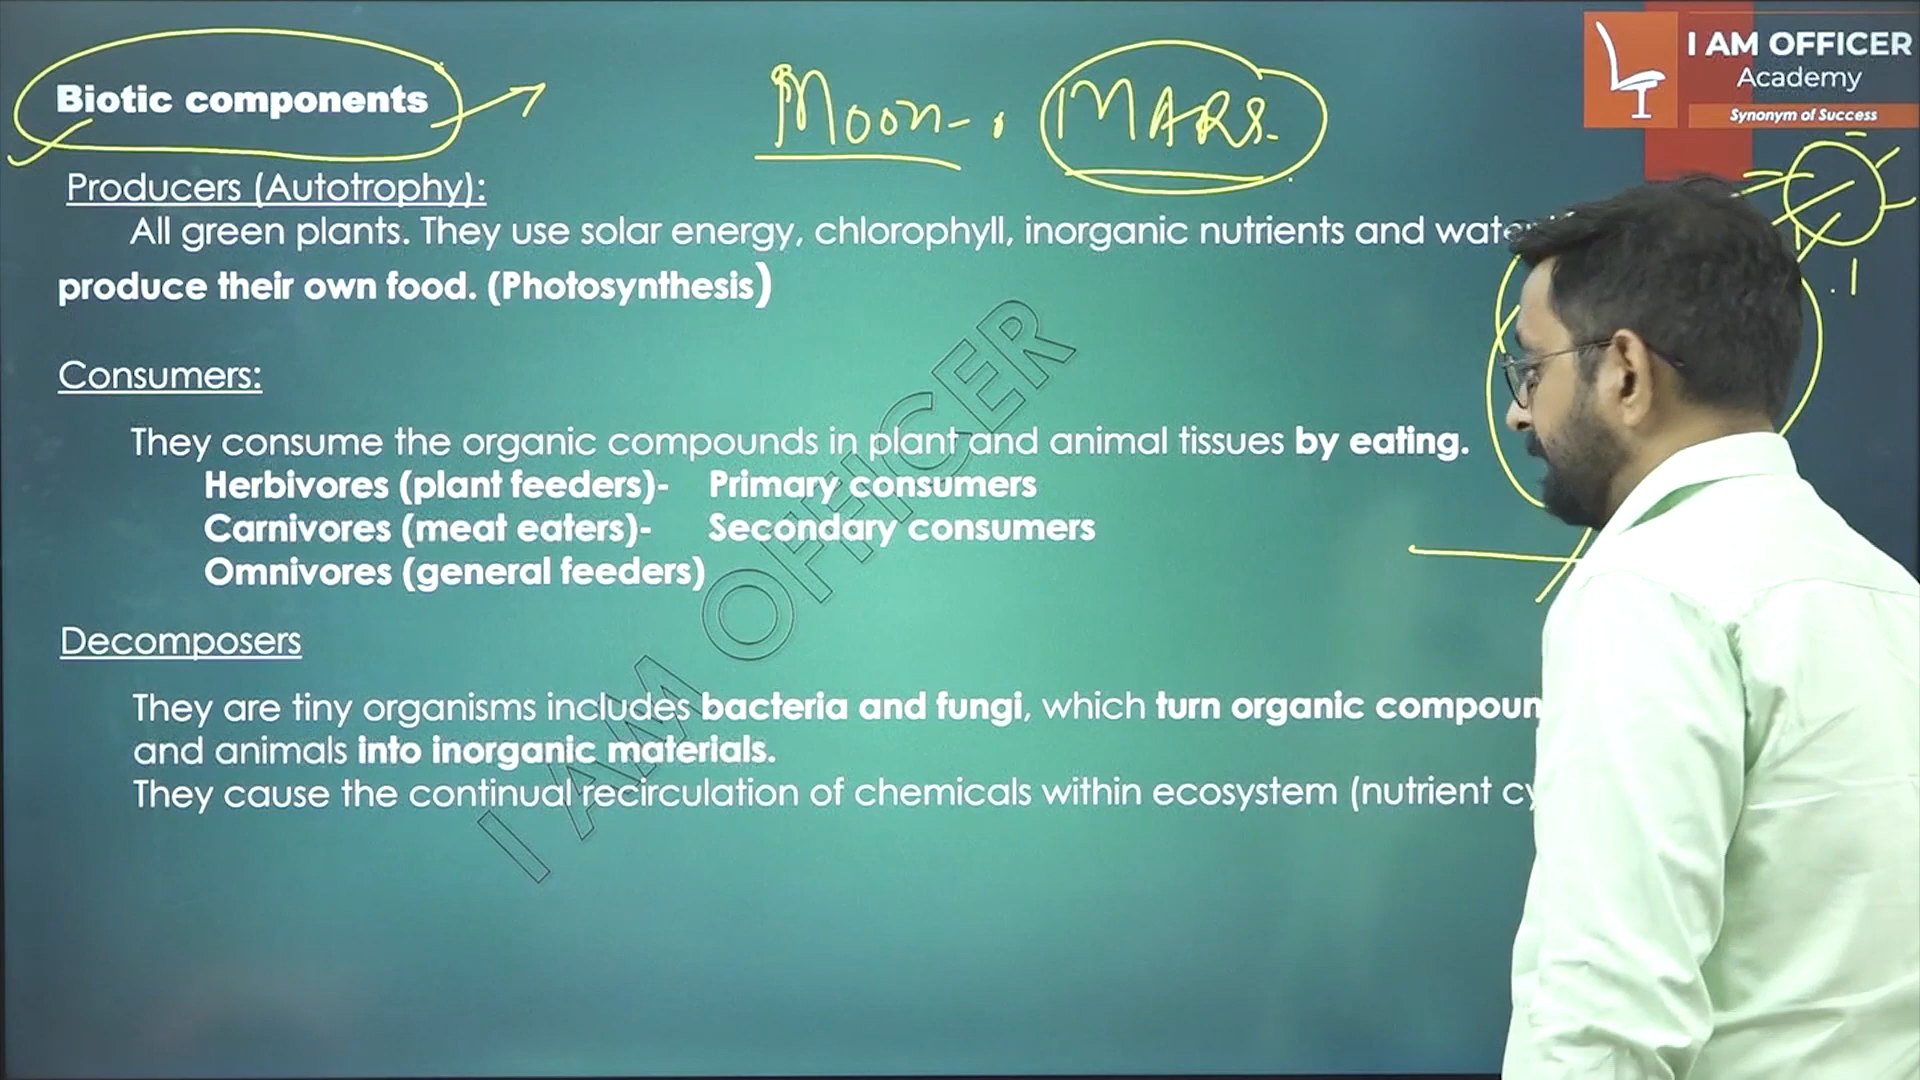 Biotic components
Moon - . MARS.
I AM OFFICER
Academy
Synonym of Success
Producers (Autotrophy):
All green plants. They use solar energy, chlorophyll, inorganic nutrients and
produce their own food. (Photosynthesis)
Consumers:
They consume the organic compounds in plant and animal tissues by eating.
Herbivores (plant feeders)- Primary consumers
Carnivores (meat eaters)- Secondary consumers
Omnivores (general feeders)
Decomposers
They are tiny organisms includes bacteria and fungi, which turn organic
and animals into inorganic materials.
They cause the continual recirculation of chemicals within ecosystem (nutrient
I AM OFFICER